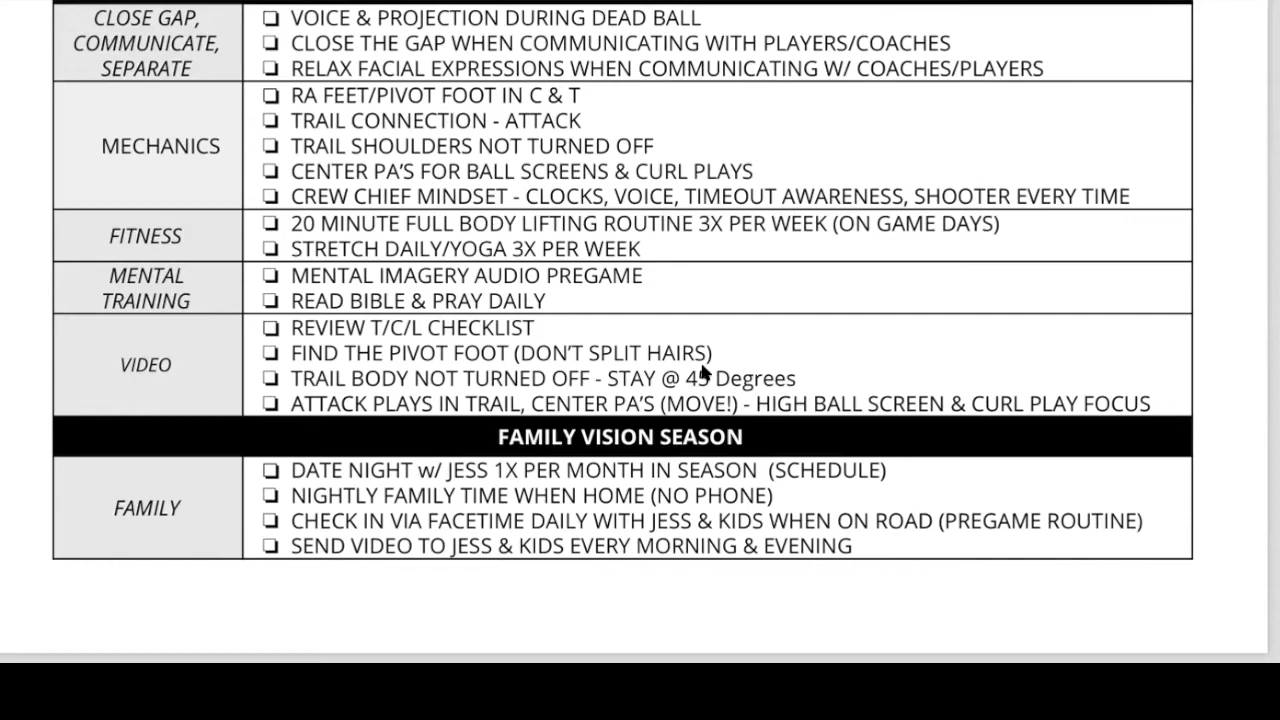 CLOSE GAP,
COMMUNICATE,
SEPARATE
VOICE & PROJECTION DURING DEAD BALL
CLOSE THE GAP WHEN COMMUNICATING WITH PLAYERS/COACHES
RELAX FACIAL EXPRESSIONS WHEN COMMUNICATING W/ COACHES/PLAYERS
MECHANICS
RA FEET/PIVOT FOOT IN C & T
TRAIL CONNECTION - ATTACK
TRAIL SHOULDERS NOT TURNED OFF
CENTER PA'S FOR BALL SCREENS & CURL PLAYS
CREW CHIEF MINDSET - CLOCKS, VOICE, TIMEOUT AWARENESS, SHOOTER EVERY TIME
FITNESS
20 MINUTE FULL BODY LIFTING ROUTINE 3X PER WEEK (ON GAME DAYS)
STRETCH DAILY/YOGA 3X PER WEEK
MENTAL
TRAINING
MENTAL IMAGERY AUDIO PREGAME
READ BIBLE & PRAY DAILY
VIDEO
REVIEW T/C/L CHECKLIST
FIND THE PIVOT FOOT (DON'T SPLIT HAIRS)
TRAIL BODY NOT TURNED OFF - STAY @ 45 Degrees
ATTACK PLAYS IN TRAIL, CENTER PA'S (MOVE!) - HIGH BALL SCREEN & CURL PLAY FOCUS
FAMILY VISION SEASON
FAMILY
DATE NIGHT w/ JESS 1X PER MONTH IN SEASON (SCHEDULE)
NIGHTLY FAMILY TIME WHEN HOME (NO PHONE)
CHECK IN VIA FACETIME DAILY WITH JESS & KIDS WHEN ON ROAD (PREGAME ROUTINE)
SEND VIDEO TO JESS & KIDS EVERY MORNING & EVENING